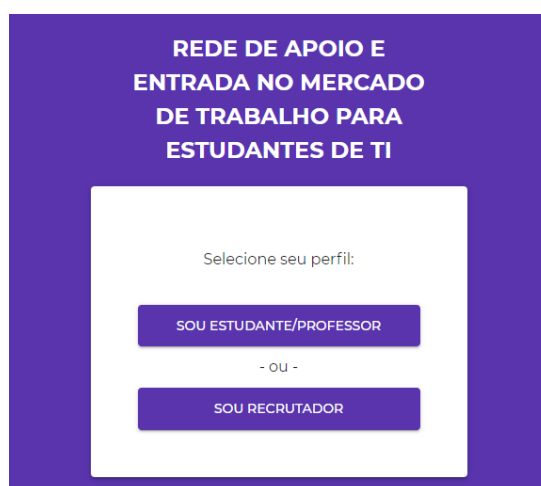 REDE DE APOIO E
ENTRADA NO MERCADO
DE TRABALHO PARA
ESTUDANTES DE TI
Selecione seu perfil:
SOU ESTUDANTE/PROFESSOR
- ou -
SOU RECRUTADOR